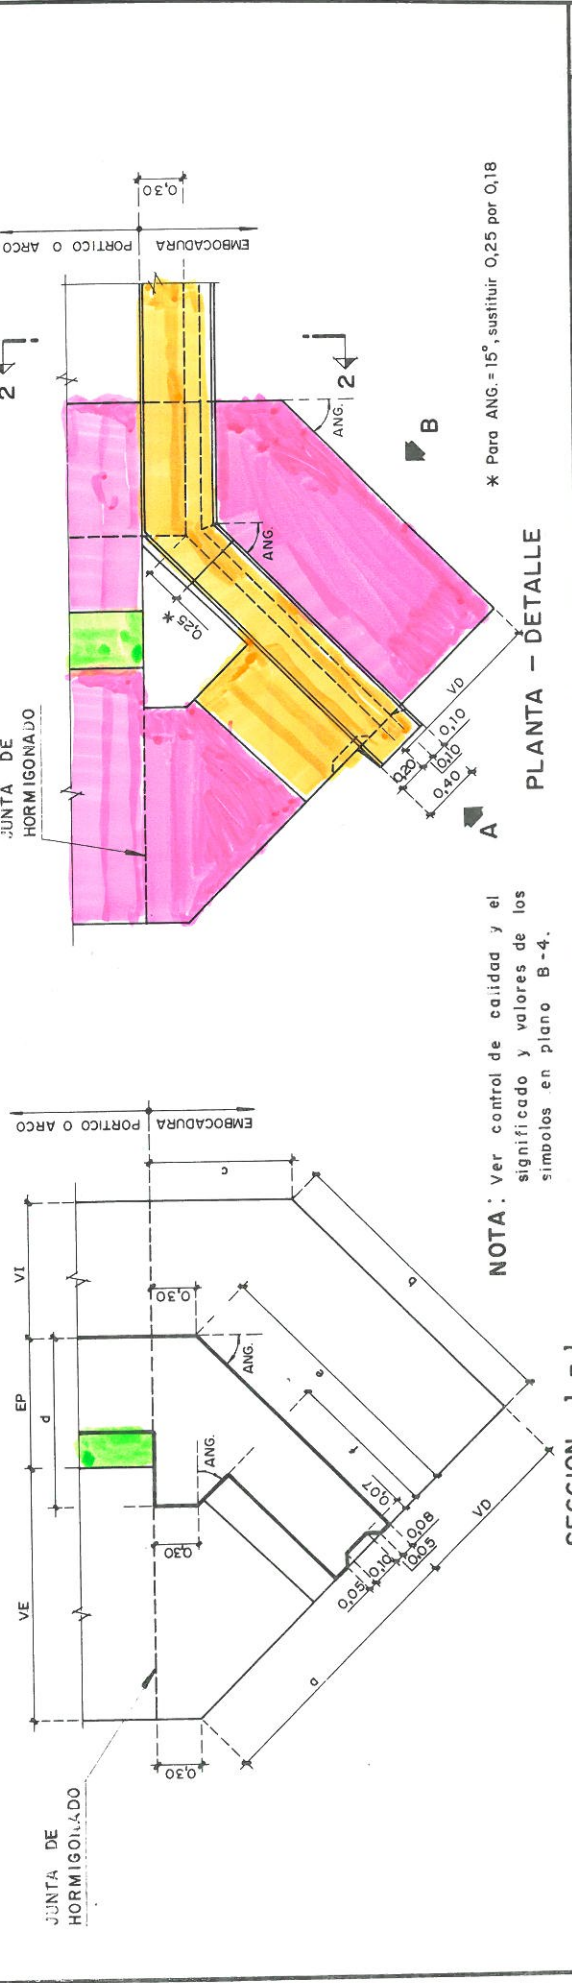 JUNTA DE
HORMIGONADO
VE
EP
VI
d
PORTICO O ARCO
EMBOCADURA
0,30
0,30
0,30
ANG.
ANG.
c
a
b
e
f
0,07
0,05
0,10
0,05
0,08
VD
JUNTA DE
HORMIGONADO
2
2
PORTICO O ARCO
EMBOCADURA
0,30
0,25 *
ANG.
ANG.
0,20
0,10
0,10
0,40
VD
A
B
* Para ANG. = 15°, sustituir 0,25 por 0,18
PLANTA – DETALLE
NOTA: Ver control de calidad y el
significado y valores de los
simbolos en plano B-4.
SECCION 1-1